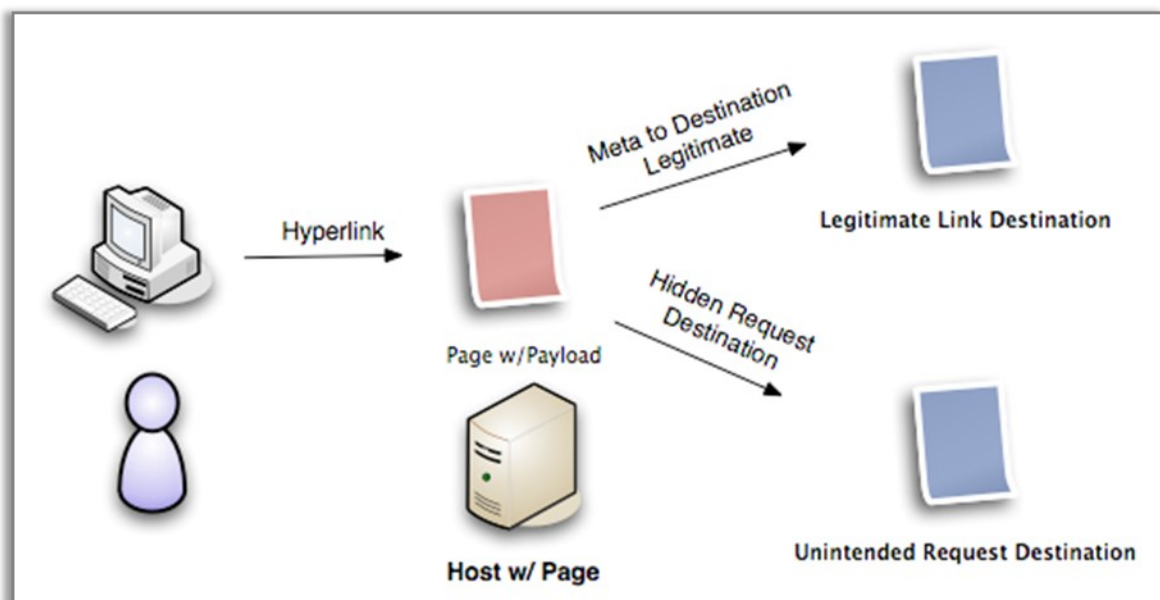 Meta to Destination
Legitimate
Legitimate Link Destination
Hyperlink
Page w/Payload
Hidden Request
Destination
Host w/ Page
Unintended Request Destination